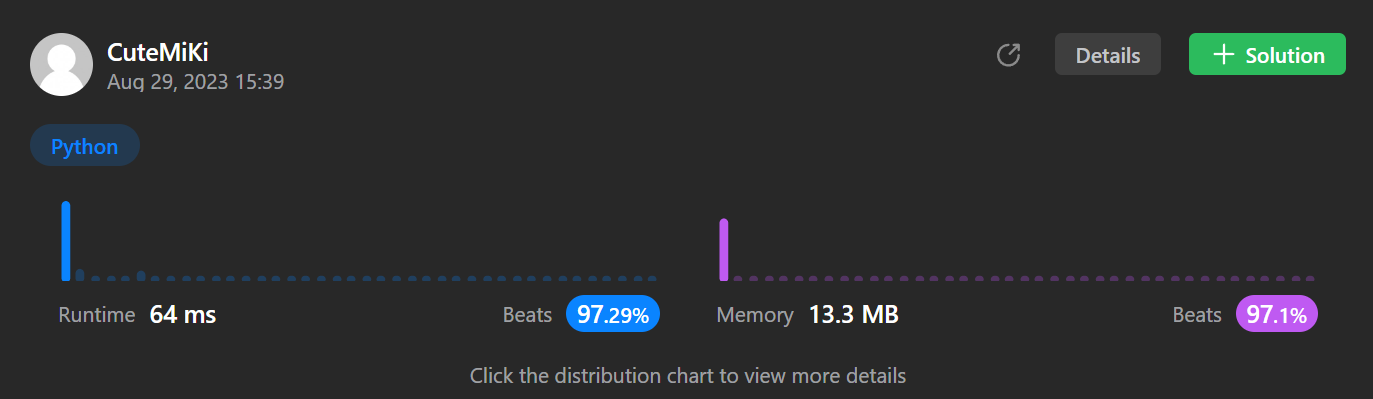 CuteMiKi
Aug 29, 2023 15:39
Details
Solution
Python
Runtime 64 ms Beats 97.29%
Memory 13.3 MB Beats 97.1%
Click the distribution chart to view more details